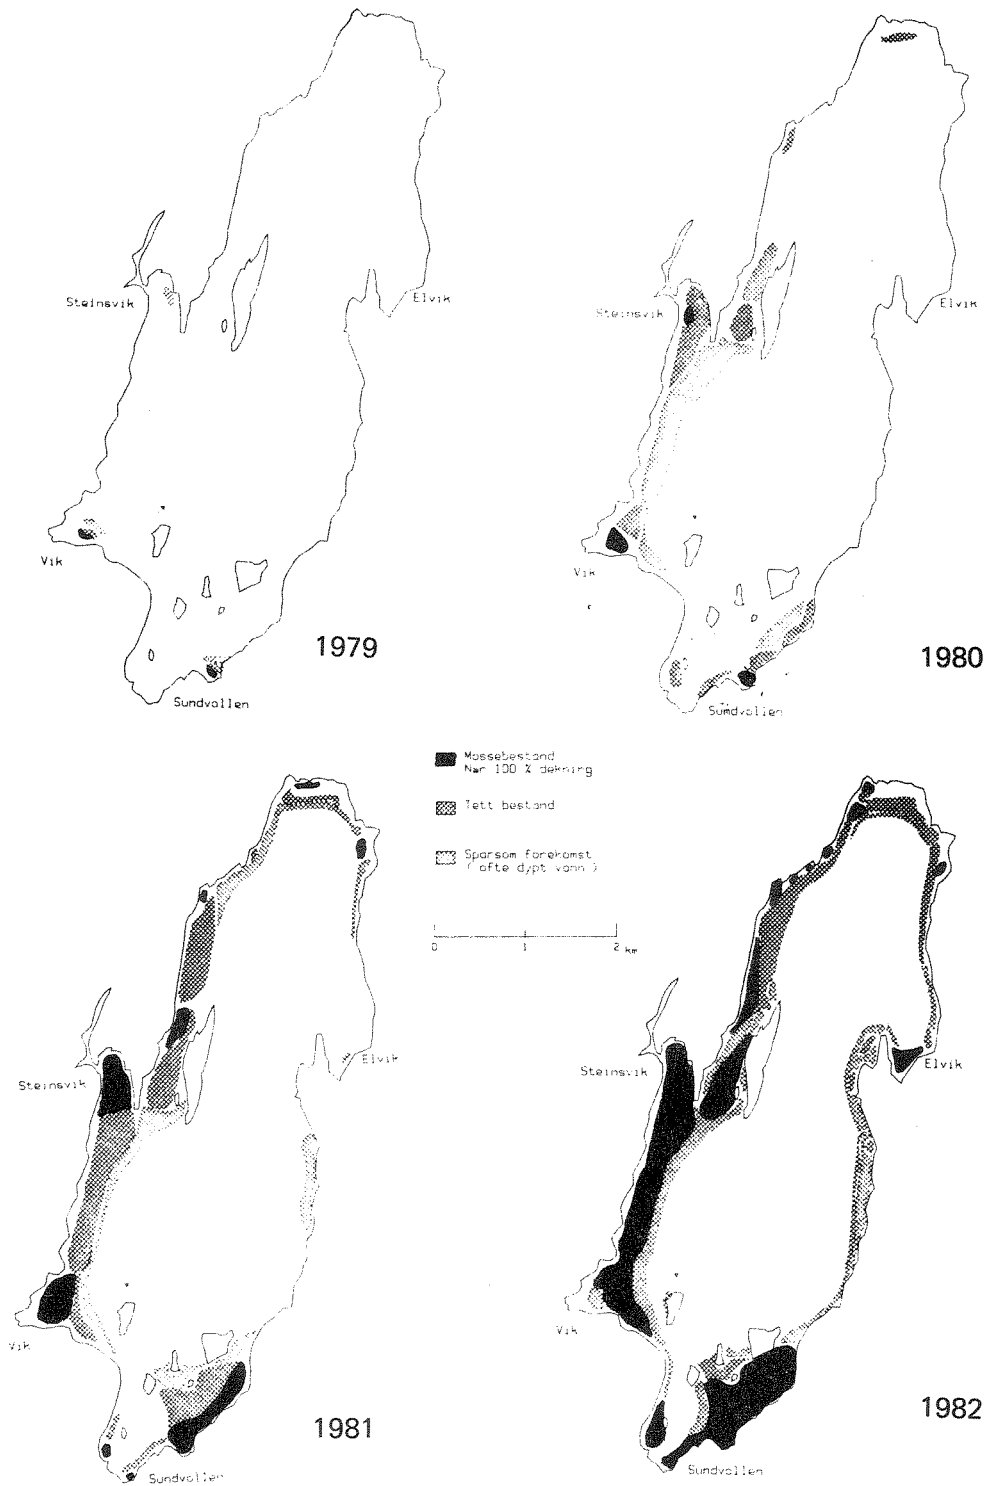 Steinsvik
Elvik
Vik
1979
Sundvollen
Steinsvik
Elvik
Vik
1980
Sundvollen
Massebestand
Nær 100 % dekning
Tett bestand
Sparsom forekomst
( ofte dypt vann )
0 1 2 km
Steinsvik
Elvik
Vik
1981
Sundvollen
Steinsvik
Elvik
Vik
1982
Sundvollen